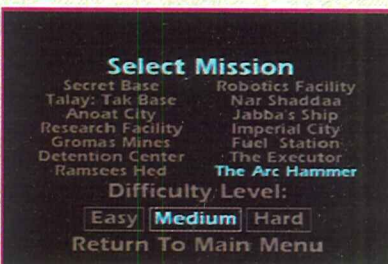 Select Mission
Secret Base Robotics Facility
Talay: Tak Base Nar Shaddaa
Anoat City Jabba's Ship
Research Facility Imperial City
Gromas Mines Fuel Station
Detention Center The Executor
Ramsees Hed The Arc Hammer
Difficulty Level:
Easy Medium Hard
Return To Main Menu